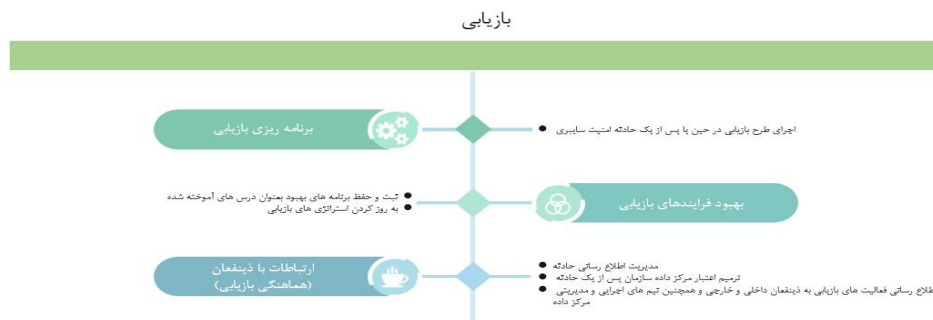 بازیابی
برنامه ریزی بازیابی
اجرای طرح بازیابی در حین یا پس از یک حادثه امنیت سایبری
بهبود فرایندهای بازیابی
ثبت و حفظ برنامه های بهبود بعنوان درس های آموخته شده
به روز کردن استراتژی های بازیابی
ارتباطات با ذینفعان
(هماهنگی بازیابی)
مدیریت اطلاع رسانی حادثه
ترمیم اعتبار مرکز داده سازمان پس از یک حادثه
طلاع رسانی فعالیت های بازیابی به ذینفعان داخلی و خارجی و همچنین تیم های اجرایی و مدیریتی
مرکز داده